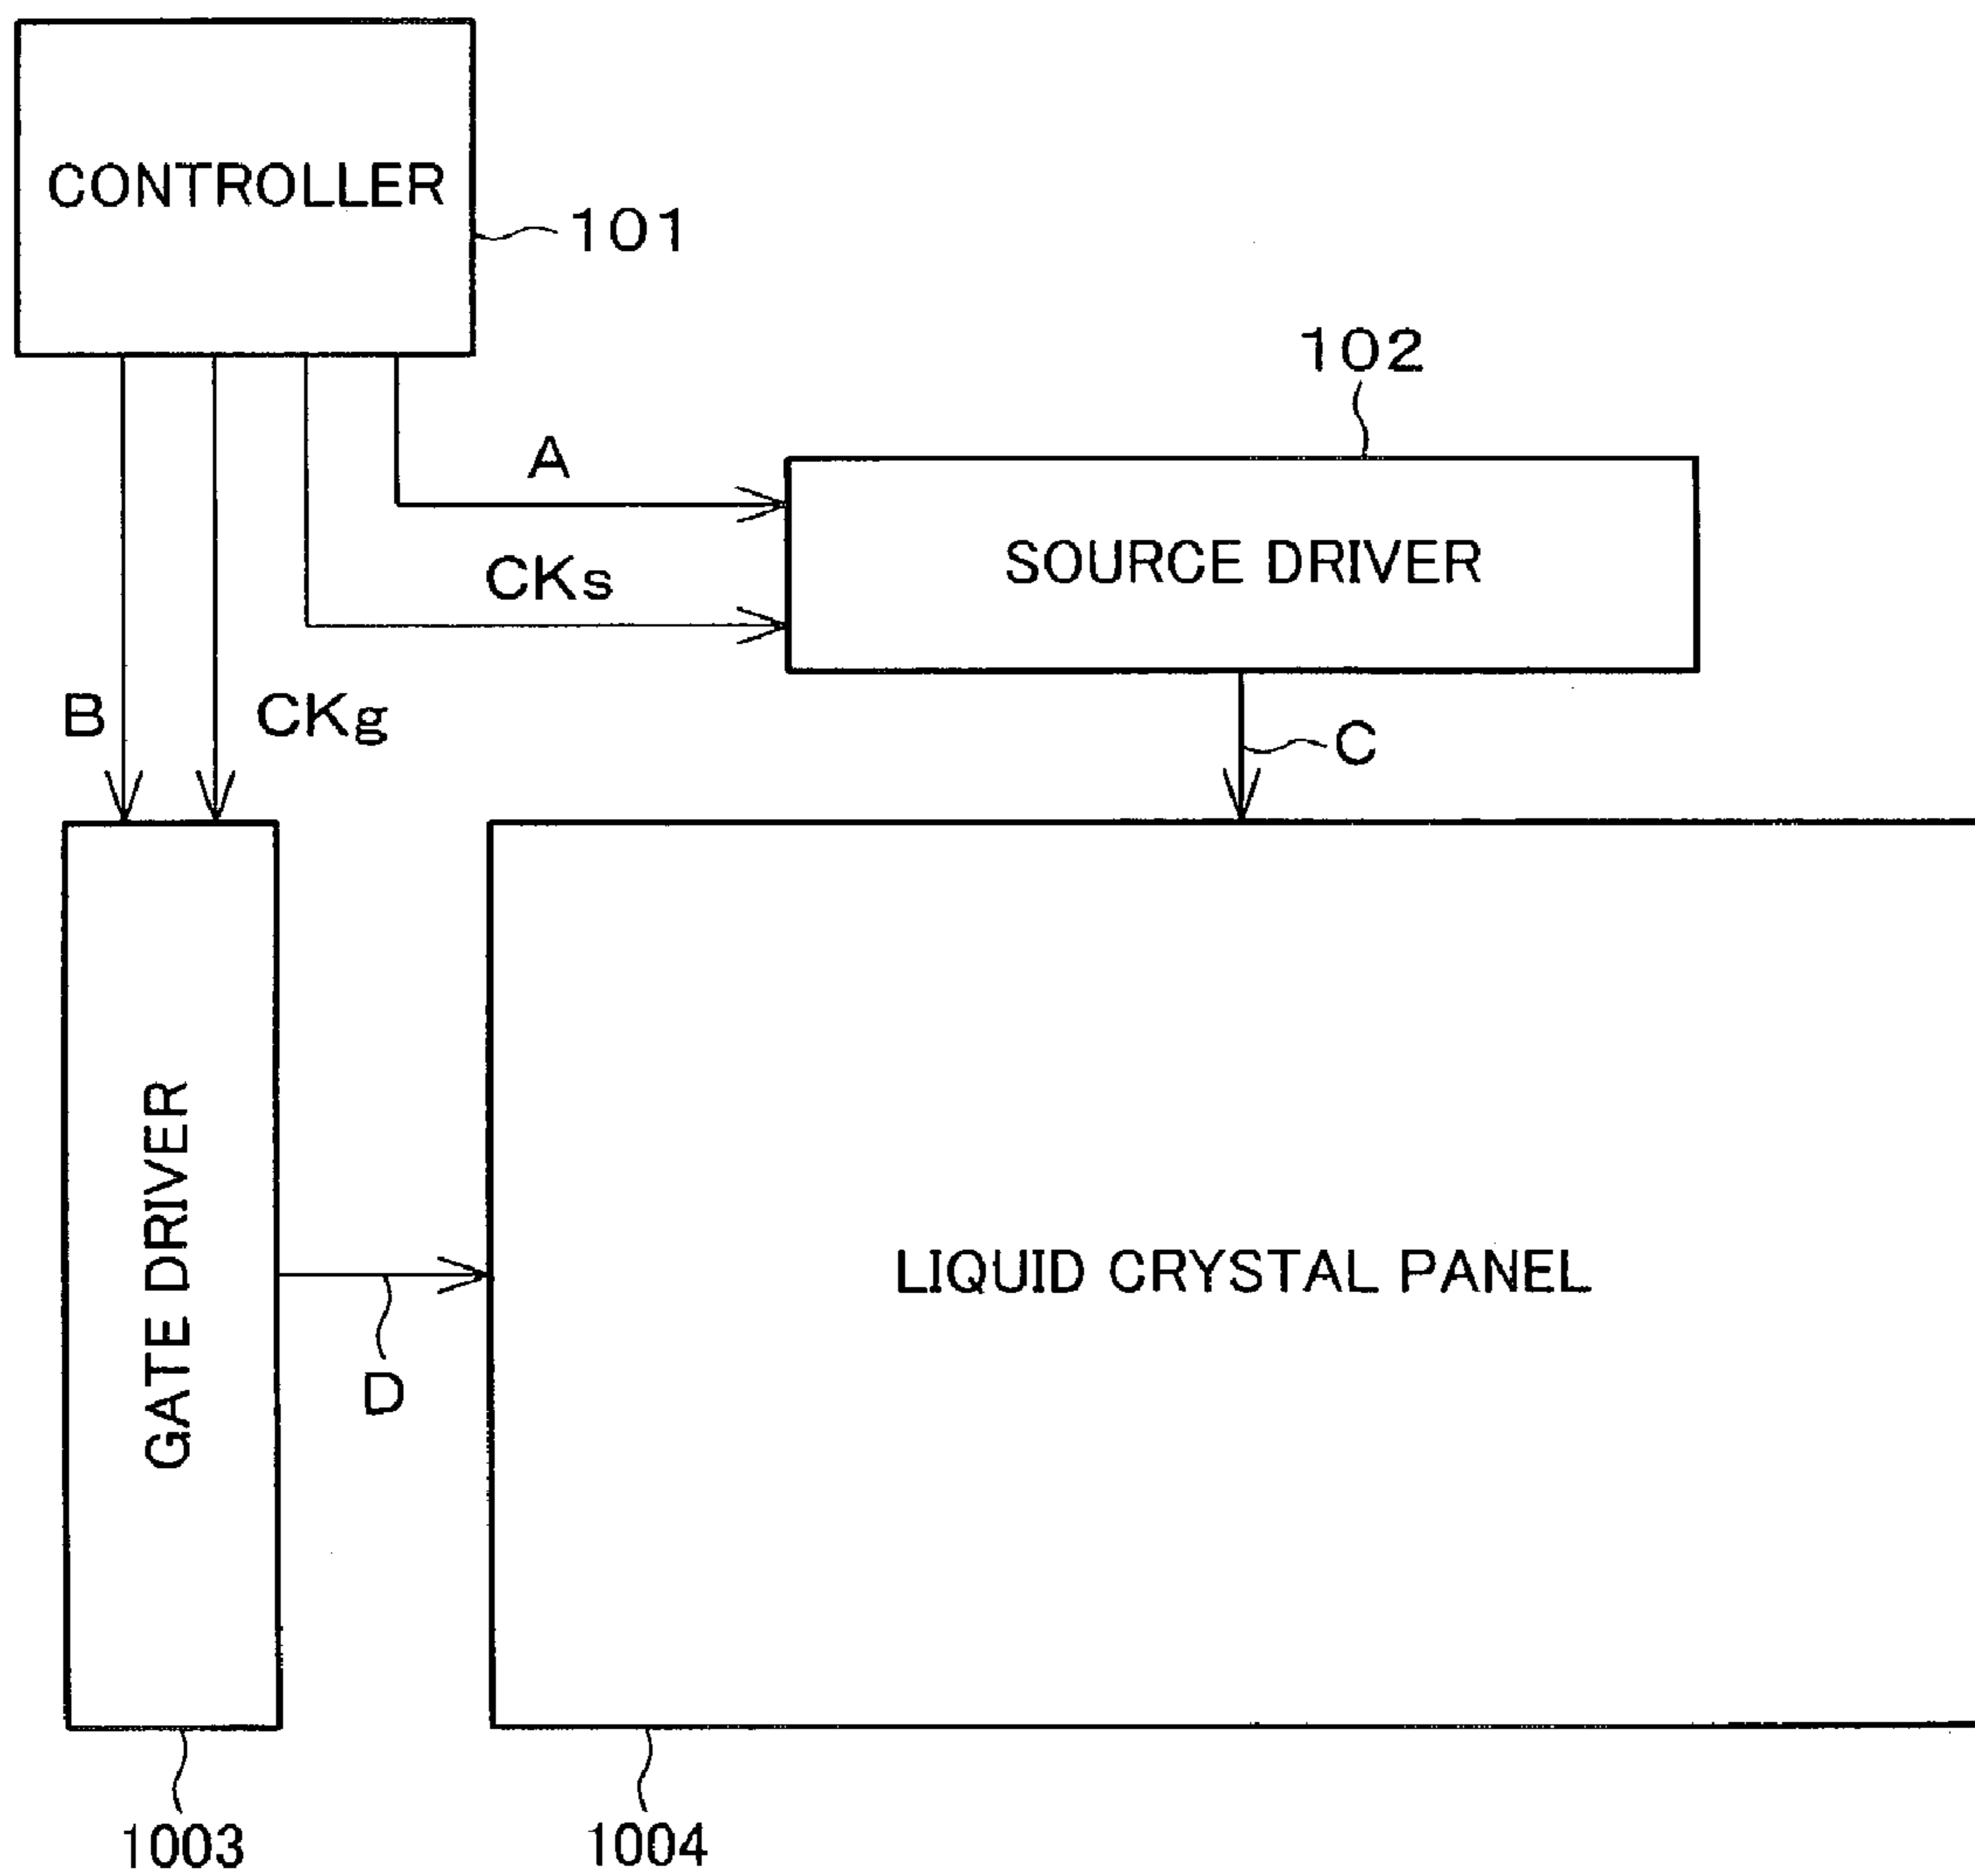 CONTROLLER
101
102
A
SOURCE DRIVER
CKs
B
CKg
C
GATE DRIVER
LIQUID CRYSTAL PANEL
D
1003
1004